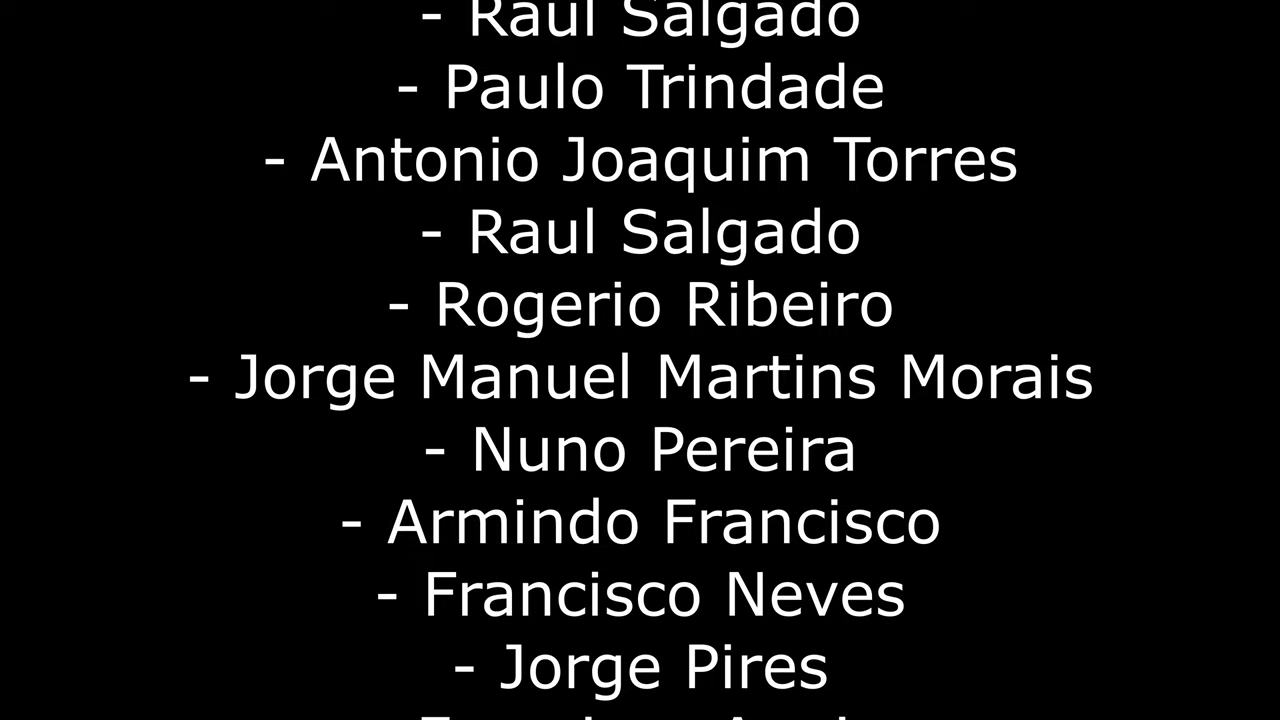 - Raul Salgado
- Paulo Trindade
- Antonio Joaquim Torres
- Raul Salgado
- Rogerio Ribeiro
- Jorge Manuel Martins Morais
- Nuno Pereira
- Armindo Francisco
- Francisco Neves
- Jorge Pires